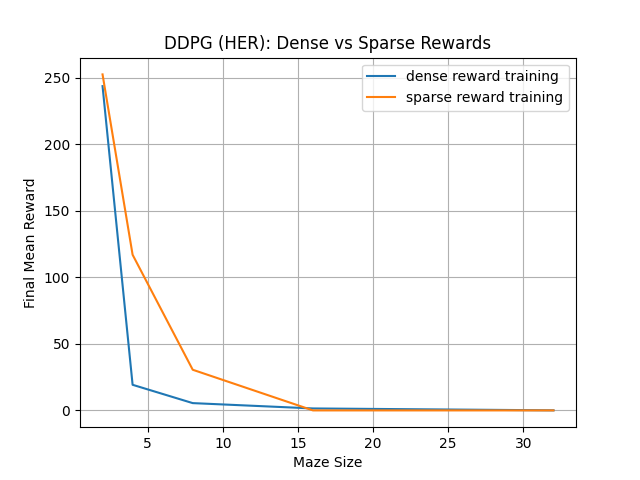 DDPG (HER): Dense vs Sparse Rewards
dense reward training
sparse reward training
Final Mean Reward
250
200
150
100
50
0
5 10 15 20 25 30
Maze Size